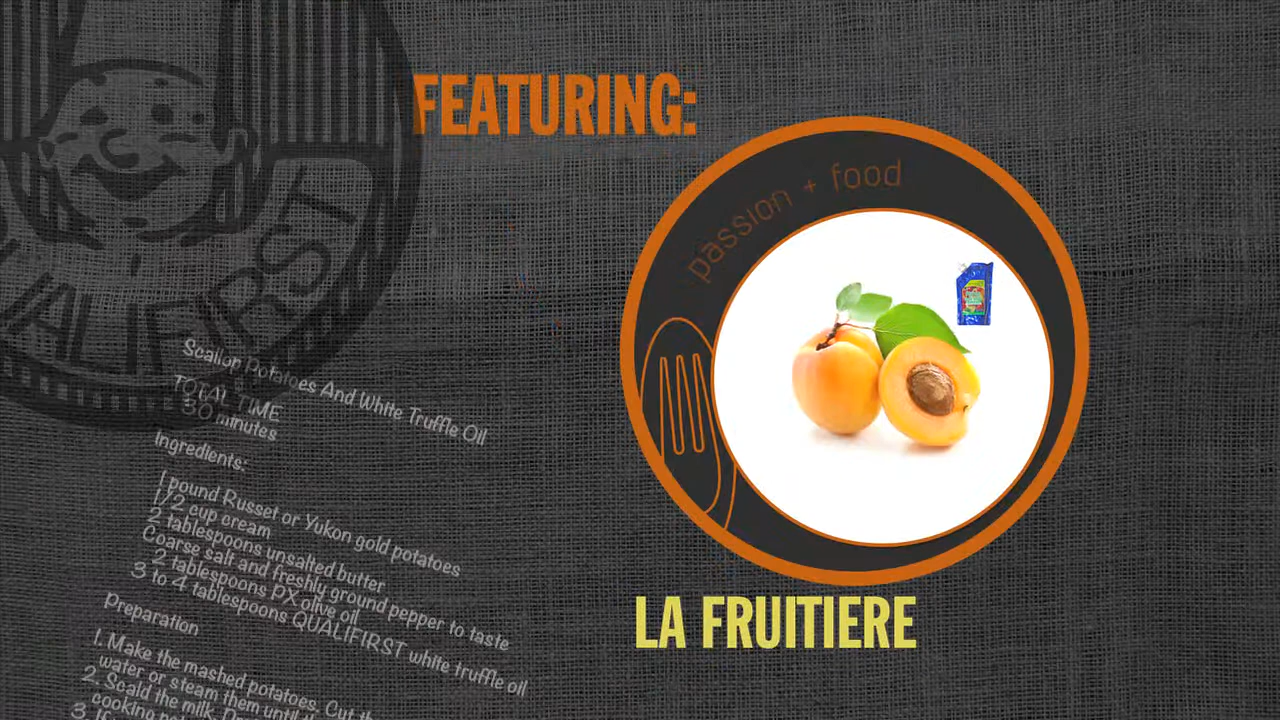 FEATURING:
passion + food
QUALIFIRST
Scallop Potatoes And White Truffle Oil
TOTAL TIME
30 minutes
Ingredients:
1 pound Russet or Yukon gold potatoes
1/2 cup cream
2 tablespoons unsalted butter
Coarse salt and freshly ground pepper to taste
2 tablespoons PX olive oil
3 to 4 tablespoons QUALIFIRST white truffle oil
Preparation
1. Make the mashed potatoes. Cut the
water or steam them until
2. Scald the milk.
cooking
3. If
LA FRUITIERE